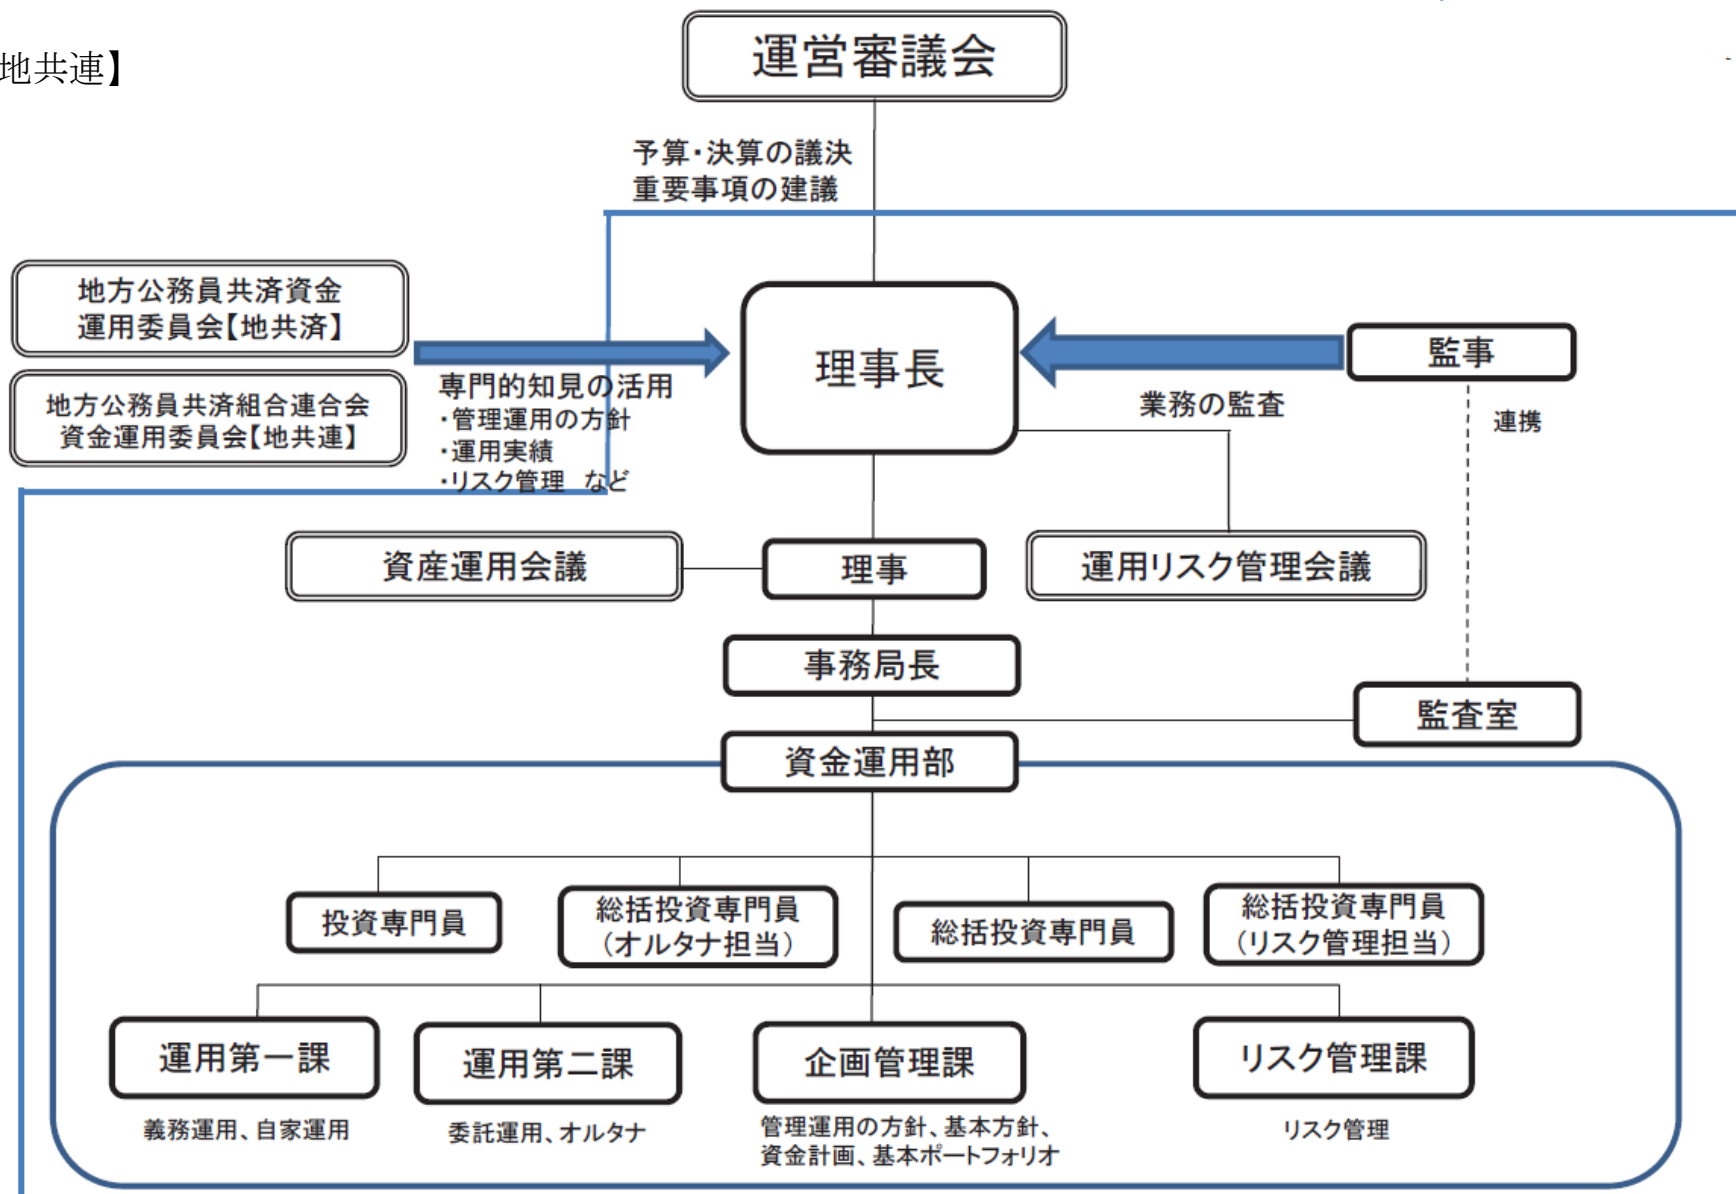 地共連】
運営審議会
予算・決算の議決
重要事項の建議
地方公務員共済資金
運用委員会【地共済】
地方公務員共済組合連合会
資金運用委員会【地共連】
専門的知見の活用
・管理運用の方針
・運用実績
・リスク管理　など
理事長
監事
業務の監査
連携
資産運用会議
理事
運用リスク管理会議
事務局長
監査室
資金運用部
投資専門員
総括投資専門員
（オルタナ担当）
総括投資専門員
総括投資専門員
（リスク管理担当）
運用第一課
運用第二課
企画管理課
リスク管理課
義務運用、自家運用
委託運用、オルタナ
管理運用の方針、基本方針、
資金計画、基本ポートフォリオ
リスク管理